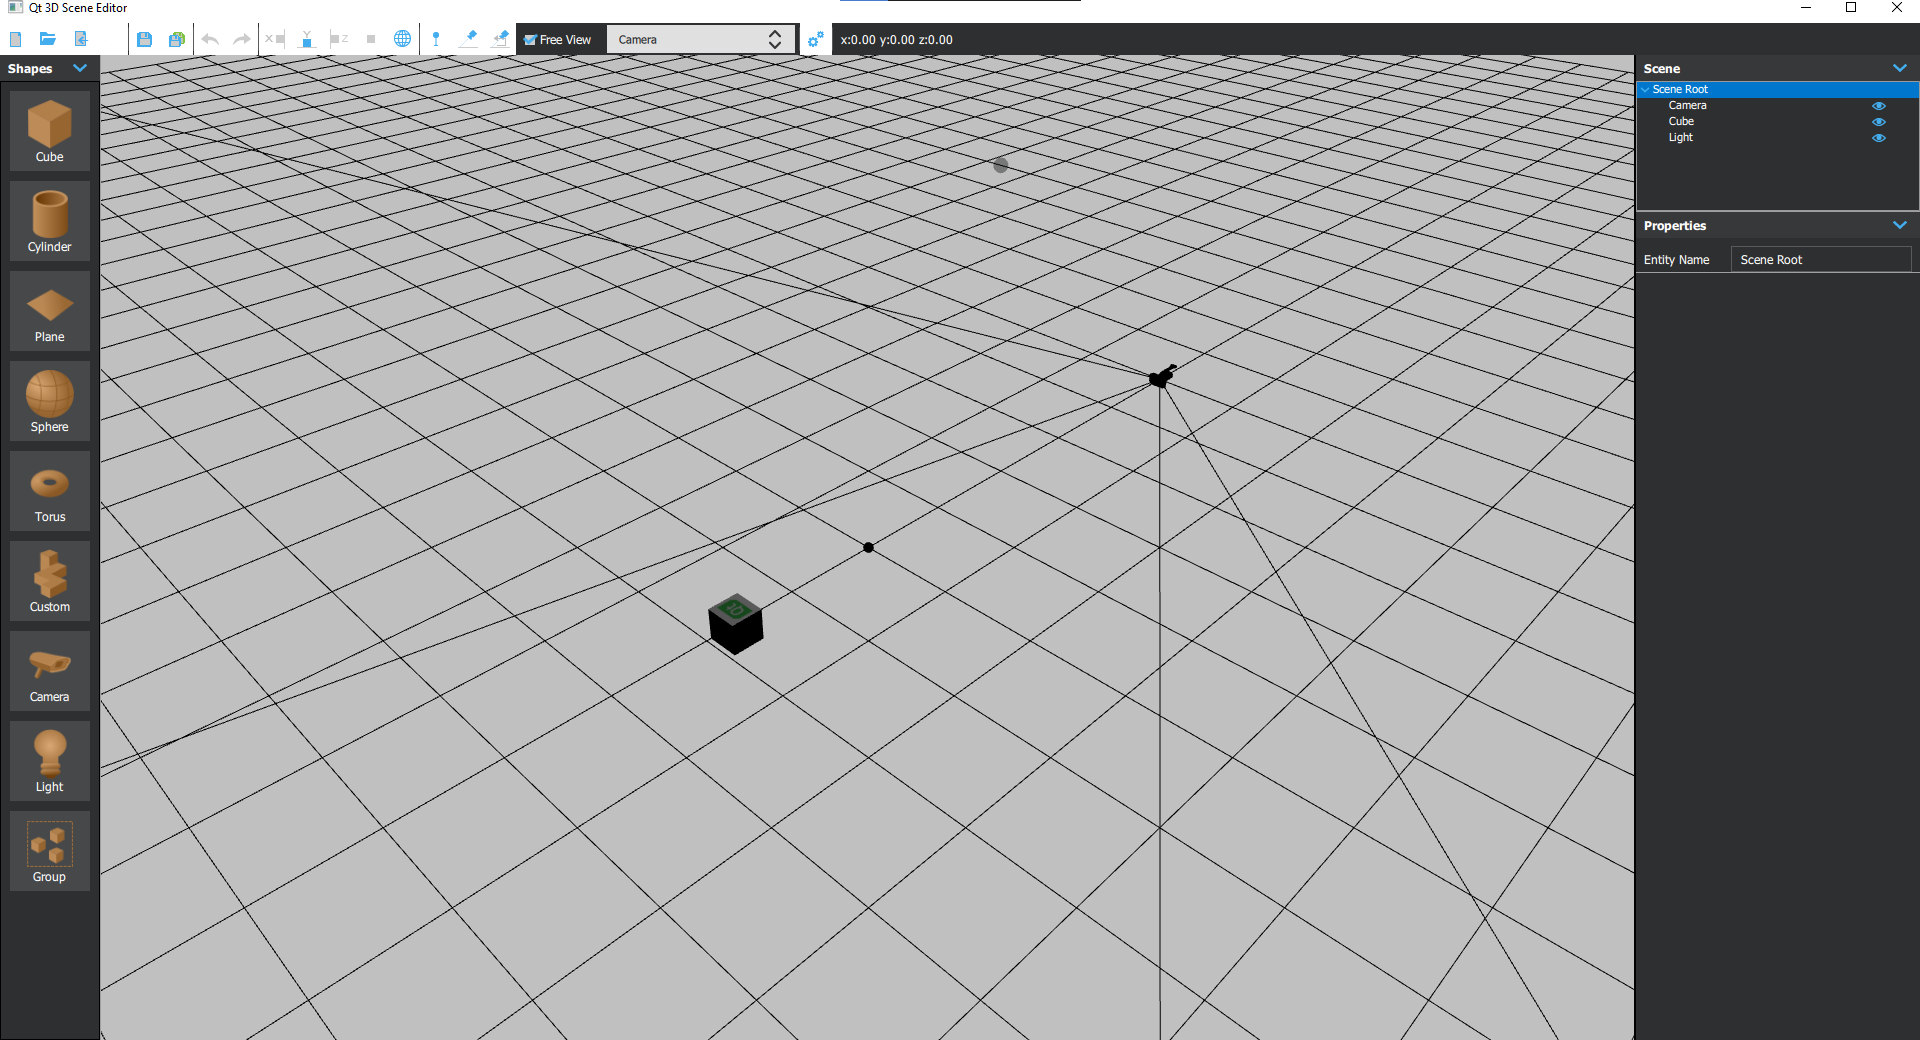 Qt 3D Scene Editor
X Y Z Free View Camera x:0.00 y:0.00 z:0.00
Shapes
Cube
Cylinder
Plane
Sphere
Torus
Custom
Camera
Light
Group
Scene
Scene Root
Camera
Cube
Light
Properties
Entity Name Scene Root